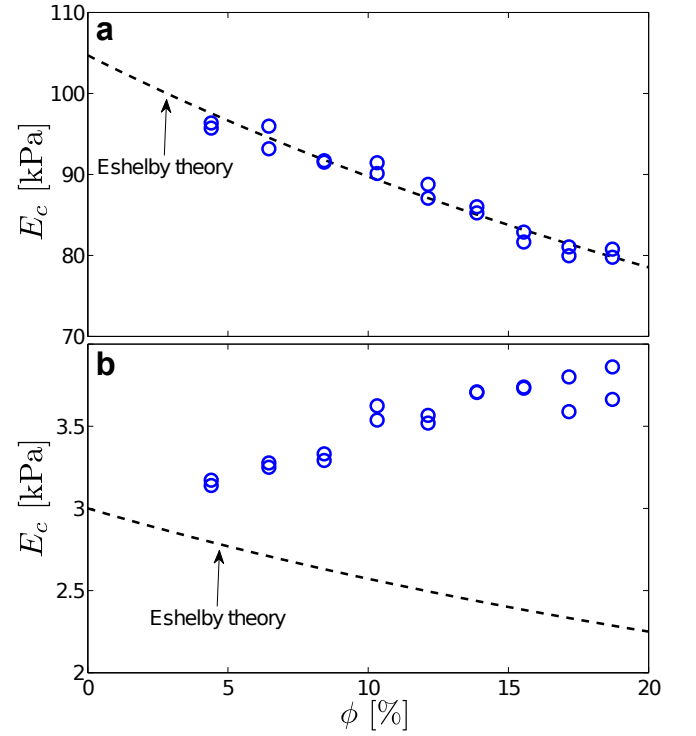 a
110
100
90
80
70
E_c [kPa]
Eshelby theory
b
3.5
3
2.5
2
E_c [kPa]
Eshelby theory
0 5 10 15 20
ϕ [%]